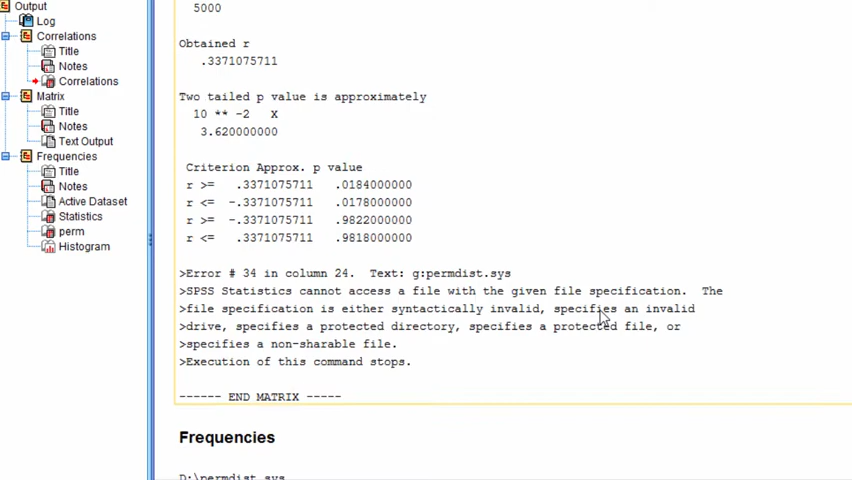 Output
Log
Correlations
Title
Notes
Correlations
Matrix
Title
Notes
Text Output
Frequencies
Title
Notes
Active Dataset
Statistics
perm
Histogram
5000
Obtained r
.3371075711
Two tailed p value is approximately
10 ** -2 X
3.620000000
Criterion Approx. p value
r >= .3371075711 .0184000000
r <= -.3371075711 .0178000000
r >= -.3371075711 .9822000000
r <= .3371075711 .9818000000
>Error # 34 in column 24. Text: g:permdist.sys
>SPSS Statistics cannot access a file with the given file specification. The
>file specification is either syntactically invalid, specifies an invalid
>drive, specifies a protected directory, specifies a protected file, or
>specifies a non-sharable file.
>Execution of this command stops.
------ END MATRIX -----
Frequencies
D:\permdist.sys